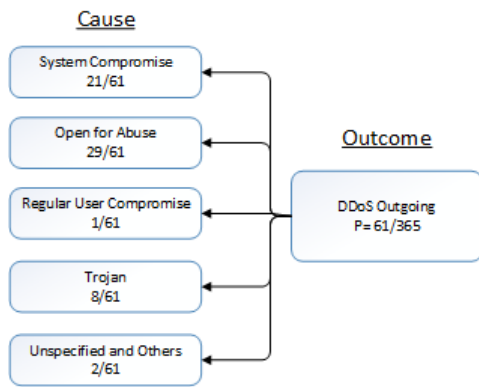 Cause
System Compromise
21/61
Open for Abuse
29/61
Regular User Compromise
1/61
Trojan
8/61
Unspecified and Others
2/61
Outcome
DDoS Outgoing
P= 61/365